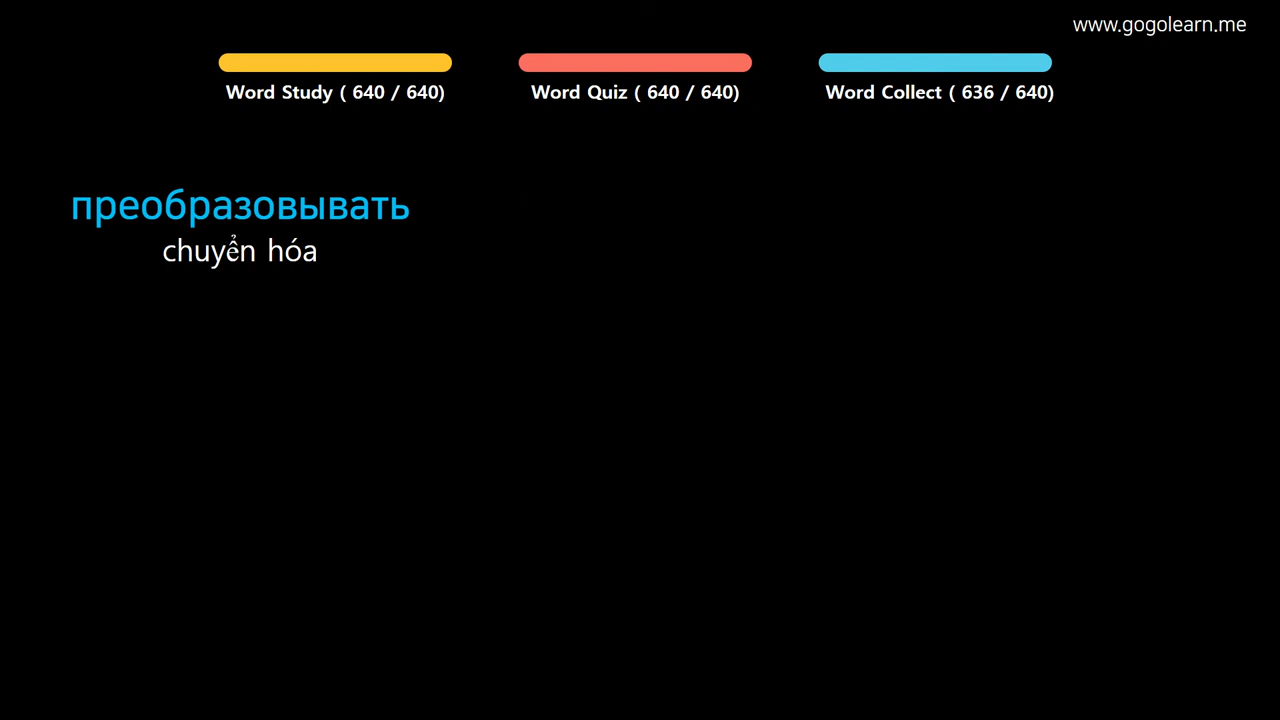 www.gogolearn.me
Word Study ( 640 / 640)
Word Quiz ( 640 / 640)
Word Collect ( 636 / 640)
преобразовывать
chuyển hóa